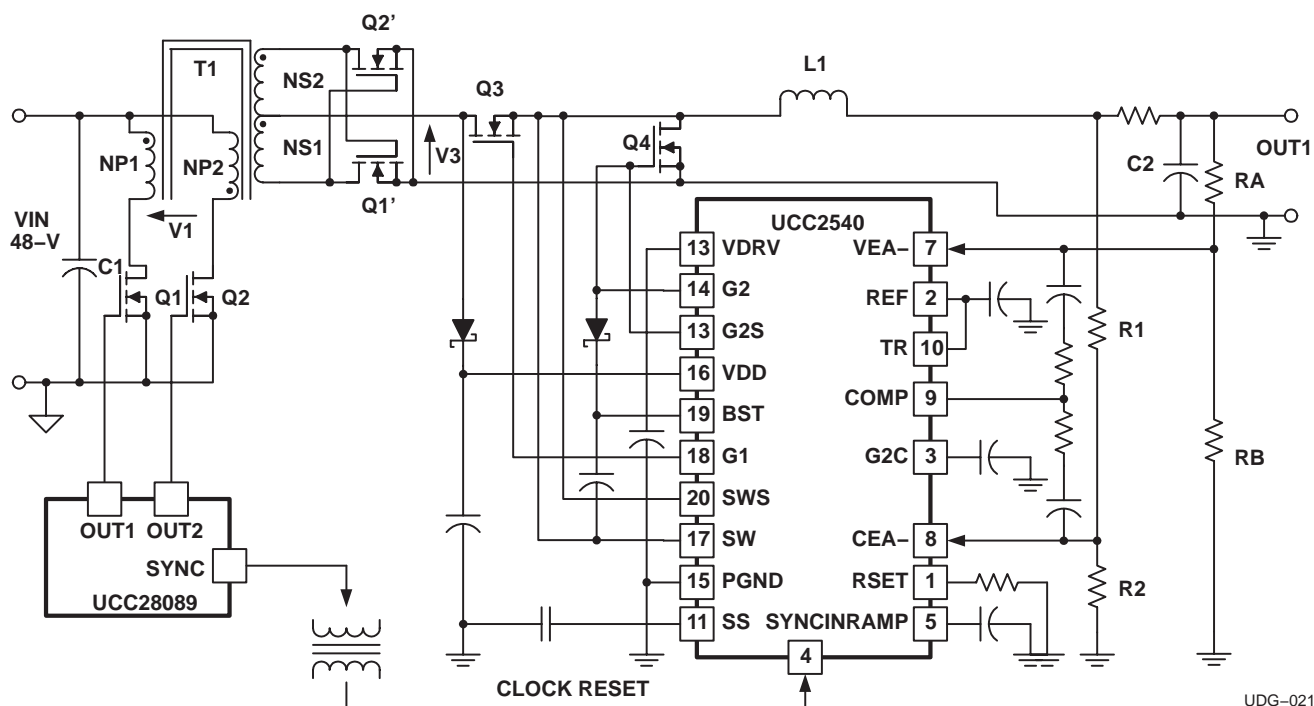 Q2'
T1
NS2
Q3
L1
NP1
NP2
NS1
V3
Q4
C2
OUT1
RA
VIN
48–V
V1
Q1'
C1
Q1
Q2
UCC2540
13 VDRV
VEA– 7
14 G2
REF 2
13 G2S
TR 10
R1
16 VDD
COMP 9
19 BST
18 G1
G2C 3
RB
20 SWS
17 SW
CEA– 8
OUT1
OUT2
SYNC
15 PGND
RSET 1
R2
UCC28089
11 SS
SYNCINRAMP 5
4
CLOCK RESET
UDG–021